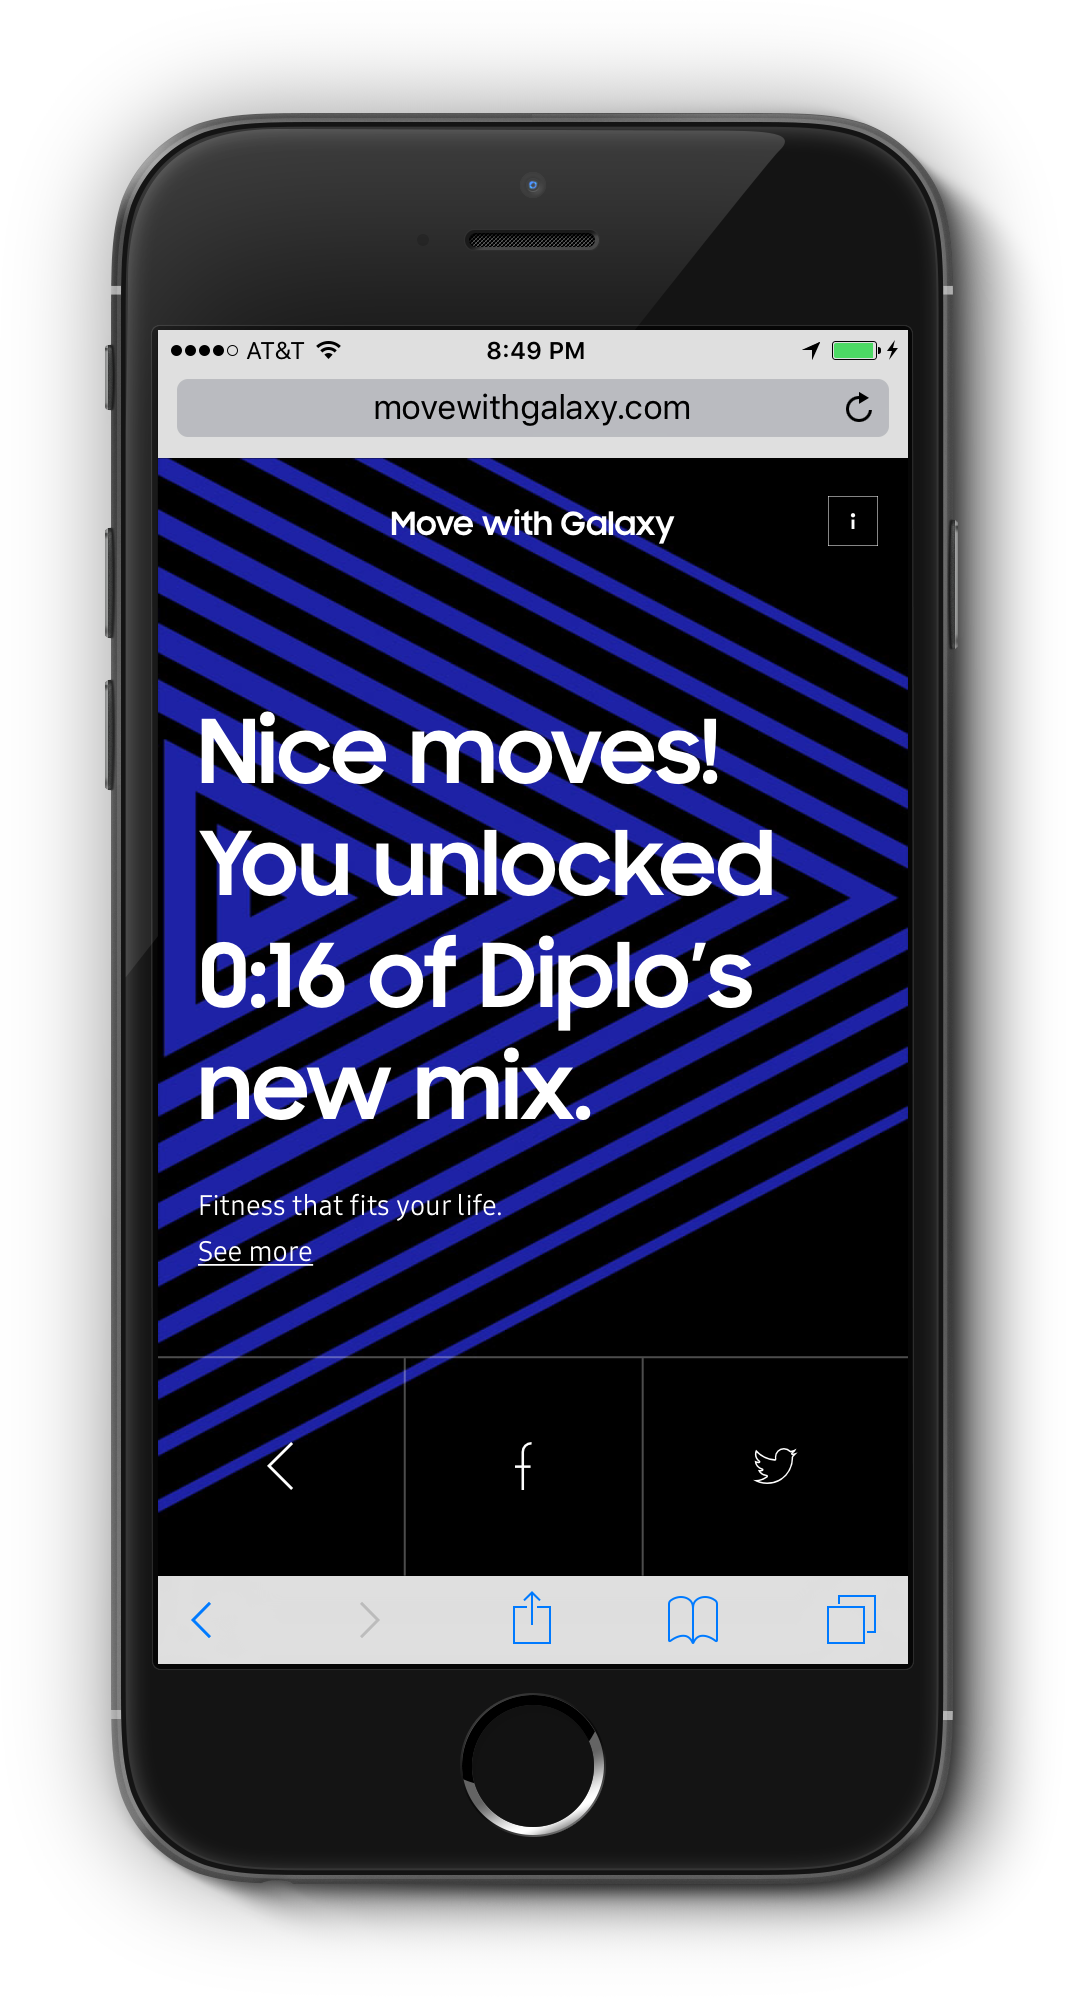 AT&T 8:49 PM
movewithgalaxy.com
Move with Galaxy
i
Nice moves!
You unlocked
0:16 of Diplo’s
new mix.
Fitness that fits your life.
See more
f